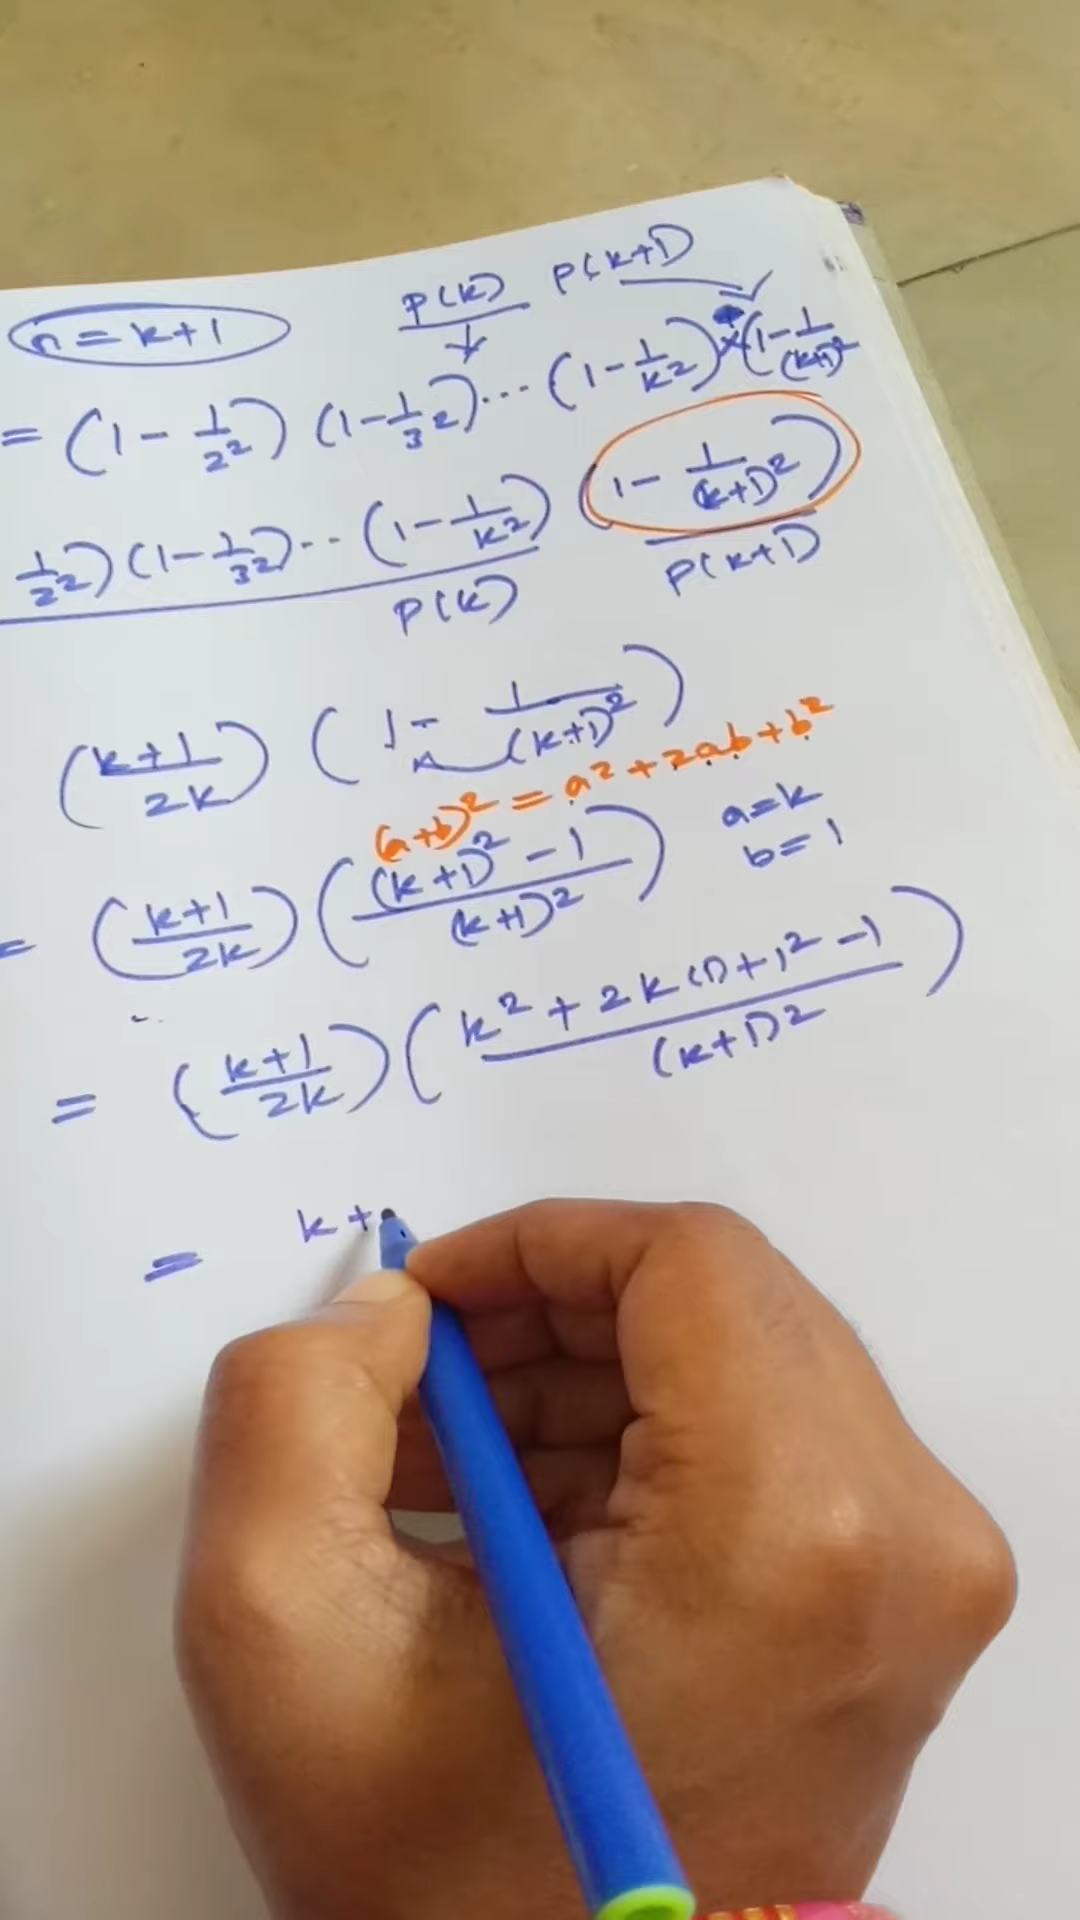 P(k) P(k+1)
n = k+1
= (1 - 1/2²) (1 - 1/3²) ... (1 - 1/k²) × (1 - 1/(k+1)²
1/2²) (1 - 1/3²) ... (1 - 1/k²) (1 - 1/(k+1)²)
P(k) P(k+1)
(k+1/2k) (1 - 1/(k+1)²)
(a+b)² = a² + 2ab + b²
a = k
b = 1
= (k+1/2k) ((k+1)² - 1/(k+1)²)
= (k+1/2k) (k² + 2k(1) + 1² - 1/(k+1)²)
= k +